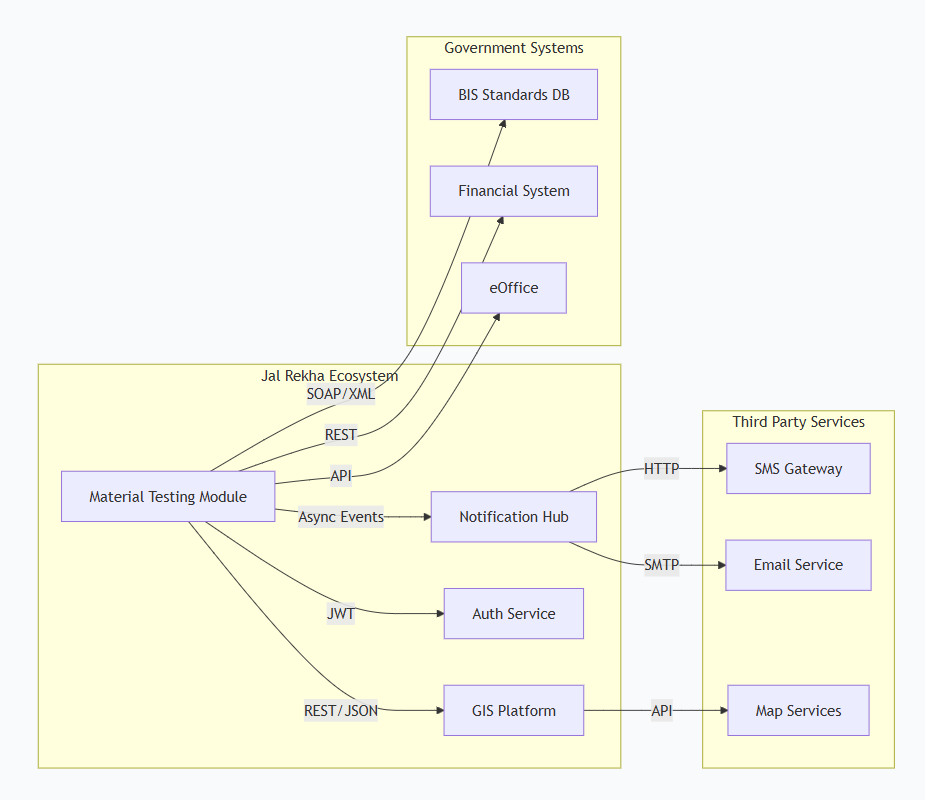 Government Systems
BIS Standards DB
Financial System
eOffice
Jal Rekha Ecosystem
SOAP/XML
REST
API
Material Testing Module
Async Events
Notification Hub
JWT
Auth Service
REST/JSON
GIS Platform
Third Party Services
HTTP
SMS Gateway
SMTP
Email Service
API
Map Services